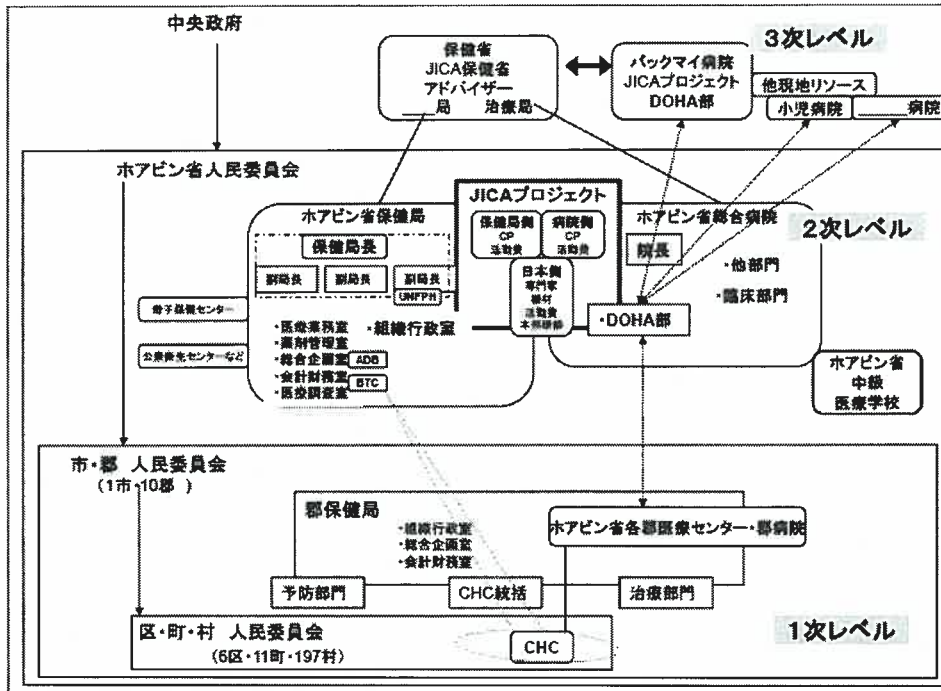 中央政府
3次レベル
保健省
JICA保健省
アドバイザー
局 治療局
バックマイ病院
JICAプロジェクト
DOHA部
他現地リソース
小児病院
病院
ホアビン省人民委員会
JICAプロジェクト
ホアビン省保健局
ホアビン省総合病院
2次レベル
保健局側
CP
活動費
病院側
CP
活動費
保健局長
院長
・他部門
副局長
副局長
副局長
日本側
専門家
機材
活動費
本邦研修
・臨床部門
母子保健センター
・DOHA部
・医療業務室
・組織行政室
・薬剤管理室
公衆衛生センターなど
・総合企画室
ADB
・会計財務室
BTC
・医療調査室
ホアビン省
中級
医療学校
市・郡 人民委員会
(1市・10郡 )
郡保健局
ホアビン省各郡医療センター・郡病院
・組織行政室
・総合企画室
・会計財務室
予防部門
CHC統括
治療部門
区・町・村 人民委員会
(6区・11町・197村)
CHC
1次レベル